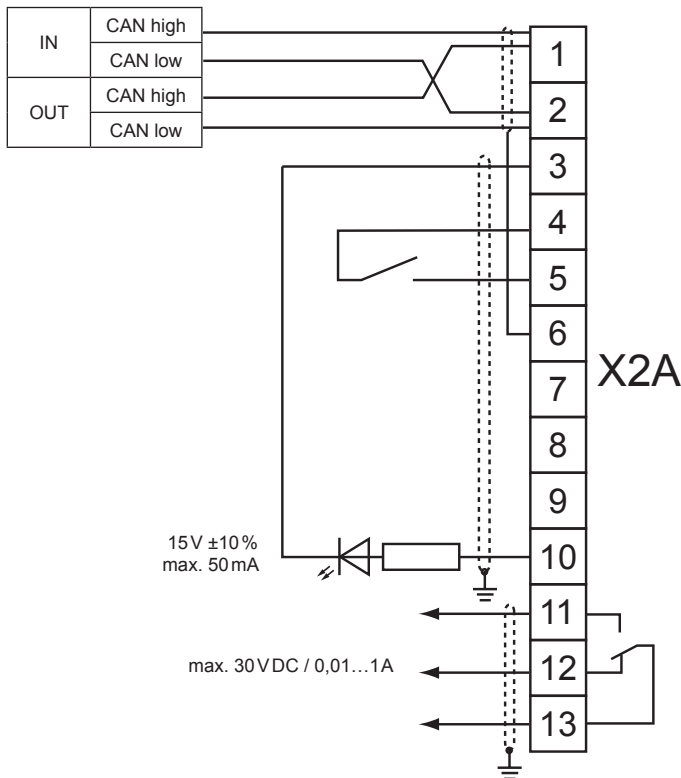 IN
CAN high
CAN low
OUT
CAN high
CAN low
1
2
3
4
5
6
7
8
9
10
11
12
13
X2A
15V ±10%
max. 50mA
max. 30VDC / 0,01...1A